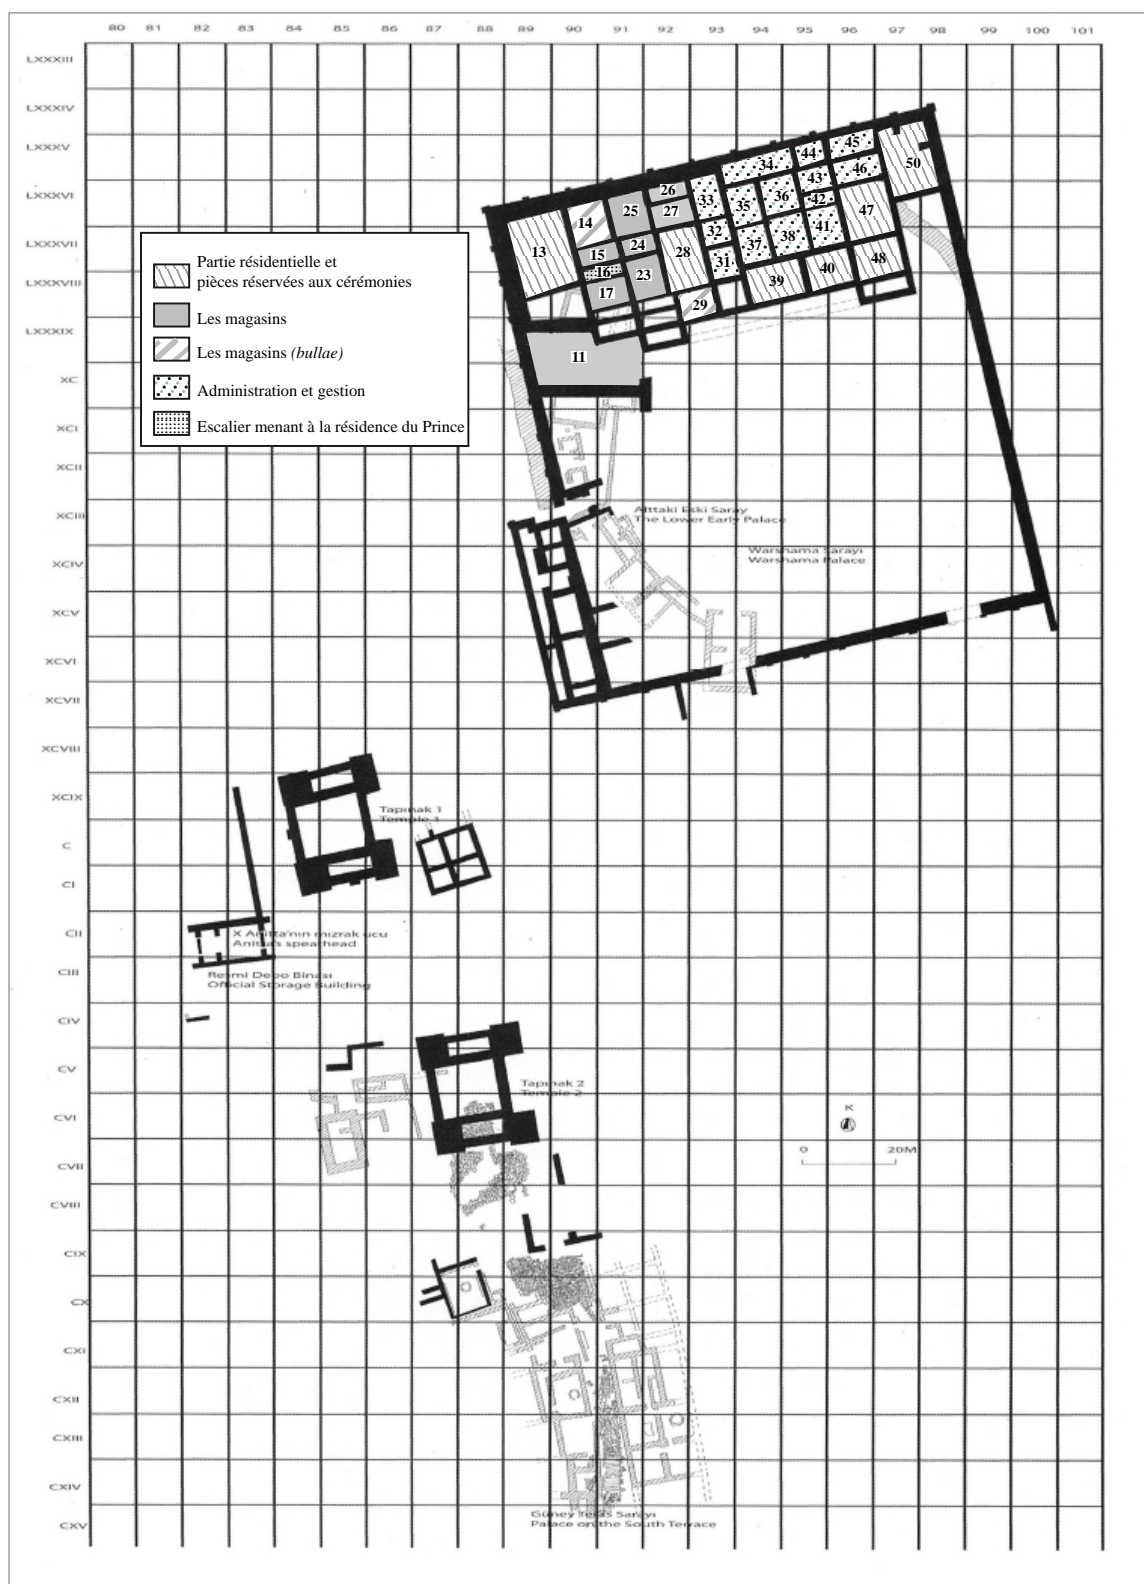 80 81 82 83 84 85 86 87 88 89 90 91 92 93 94 95 96 97 98 99 100 101
LXXXIII
LXXXIV
LXXXV
LXXXVI
LXXXVII
LXXXVIII
LXXXIX
XC
XCI
XCII
XCIII
XCIV
XCV
XCVI
XCVII
XCVIII
XCIX
C
CI
CII
CIII
CIV
CV
CVI
CVII
CVIII
CIX
CX
CXI
CXII
CXIII
CXIV
CXV
Partie résidentielle et
pièces réservées aux cérémonies
Les magasins
Les magasins (bullae)
Administration et gestion
Escalier menant à la résidence du Prince
45
44
34
50
46
43
26
33
36
42
25
27
35
47
14
32
41
38
37
24
13
15
28
48
31
40
23
16
39
17
29
11
Alttaki Eski Saray
The Lower Early Palace
Warshama Sarayı
Warshama Palace
Tapınak 1
Temple 1
X Anitta'nın mızrak ucu
Anitta's spearhead
Resmi Depo Binası
Official Storage Building
Tapınak 2
Temple 2
K
0 20M
Güney Teras Sarayı
Palace on the South Terrace